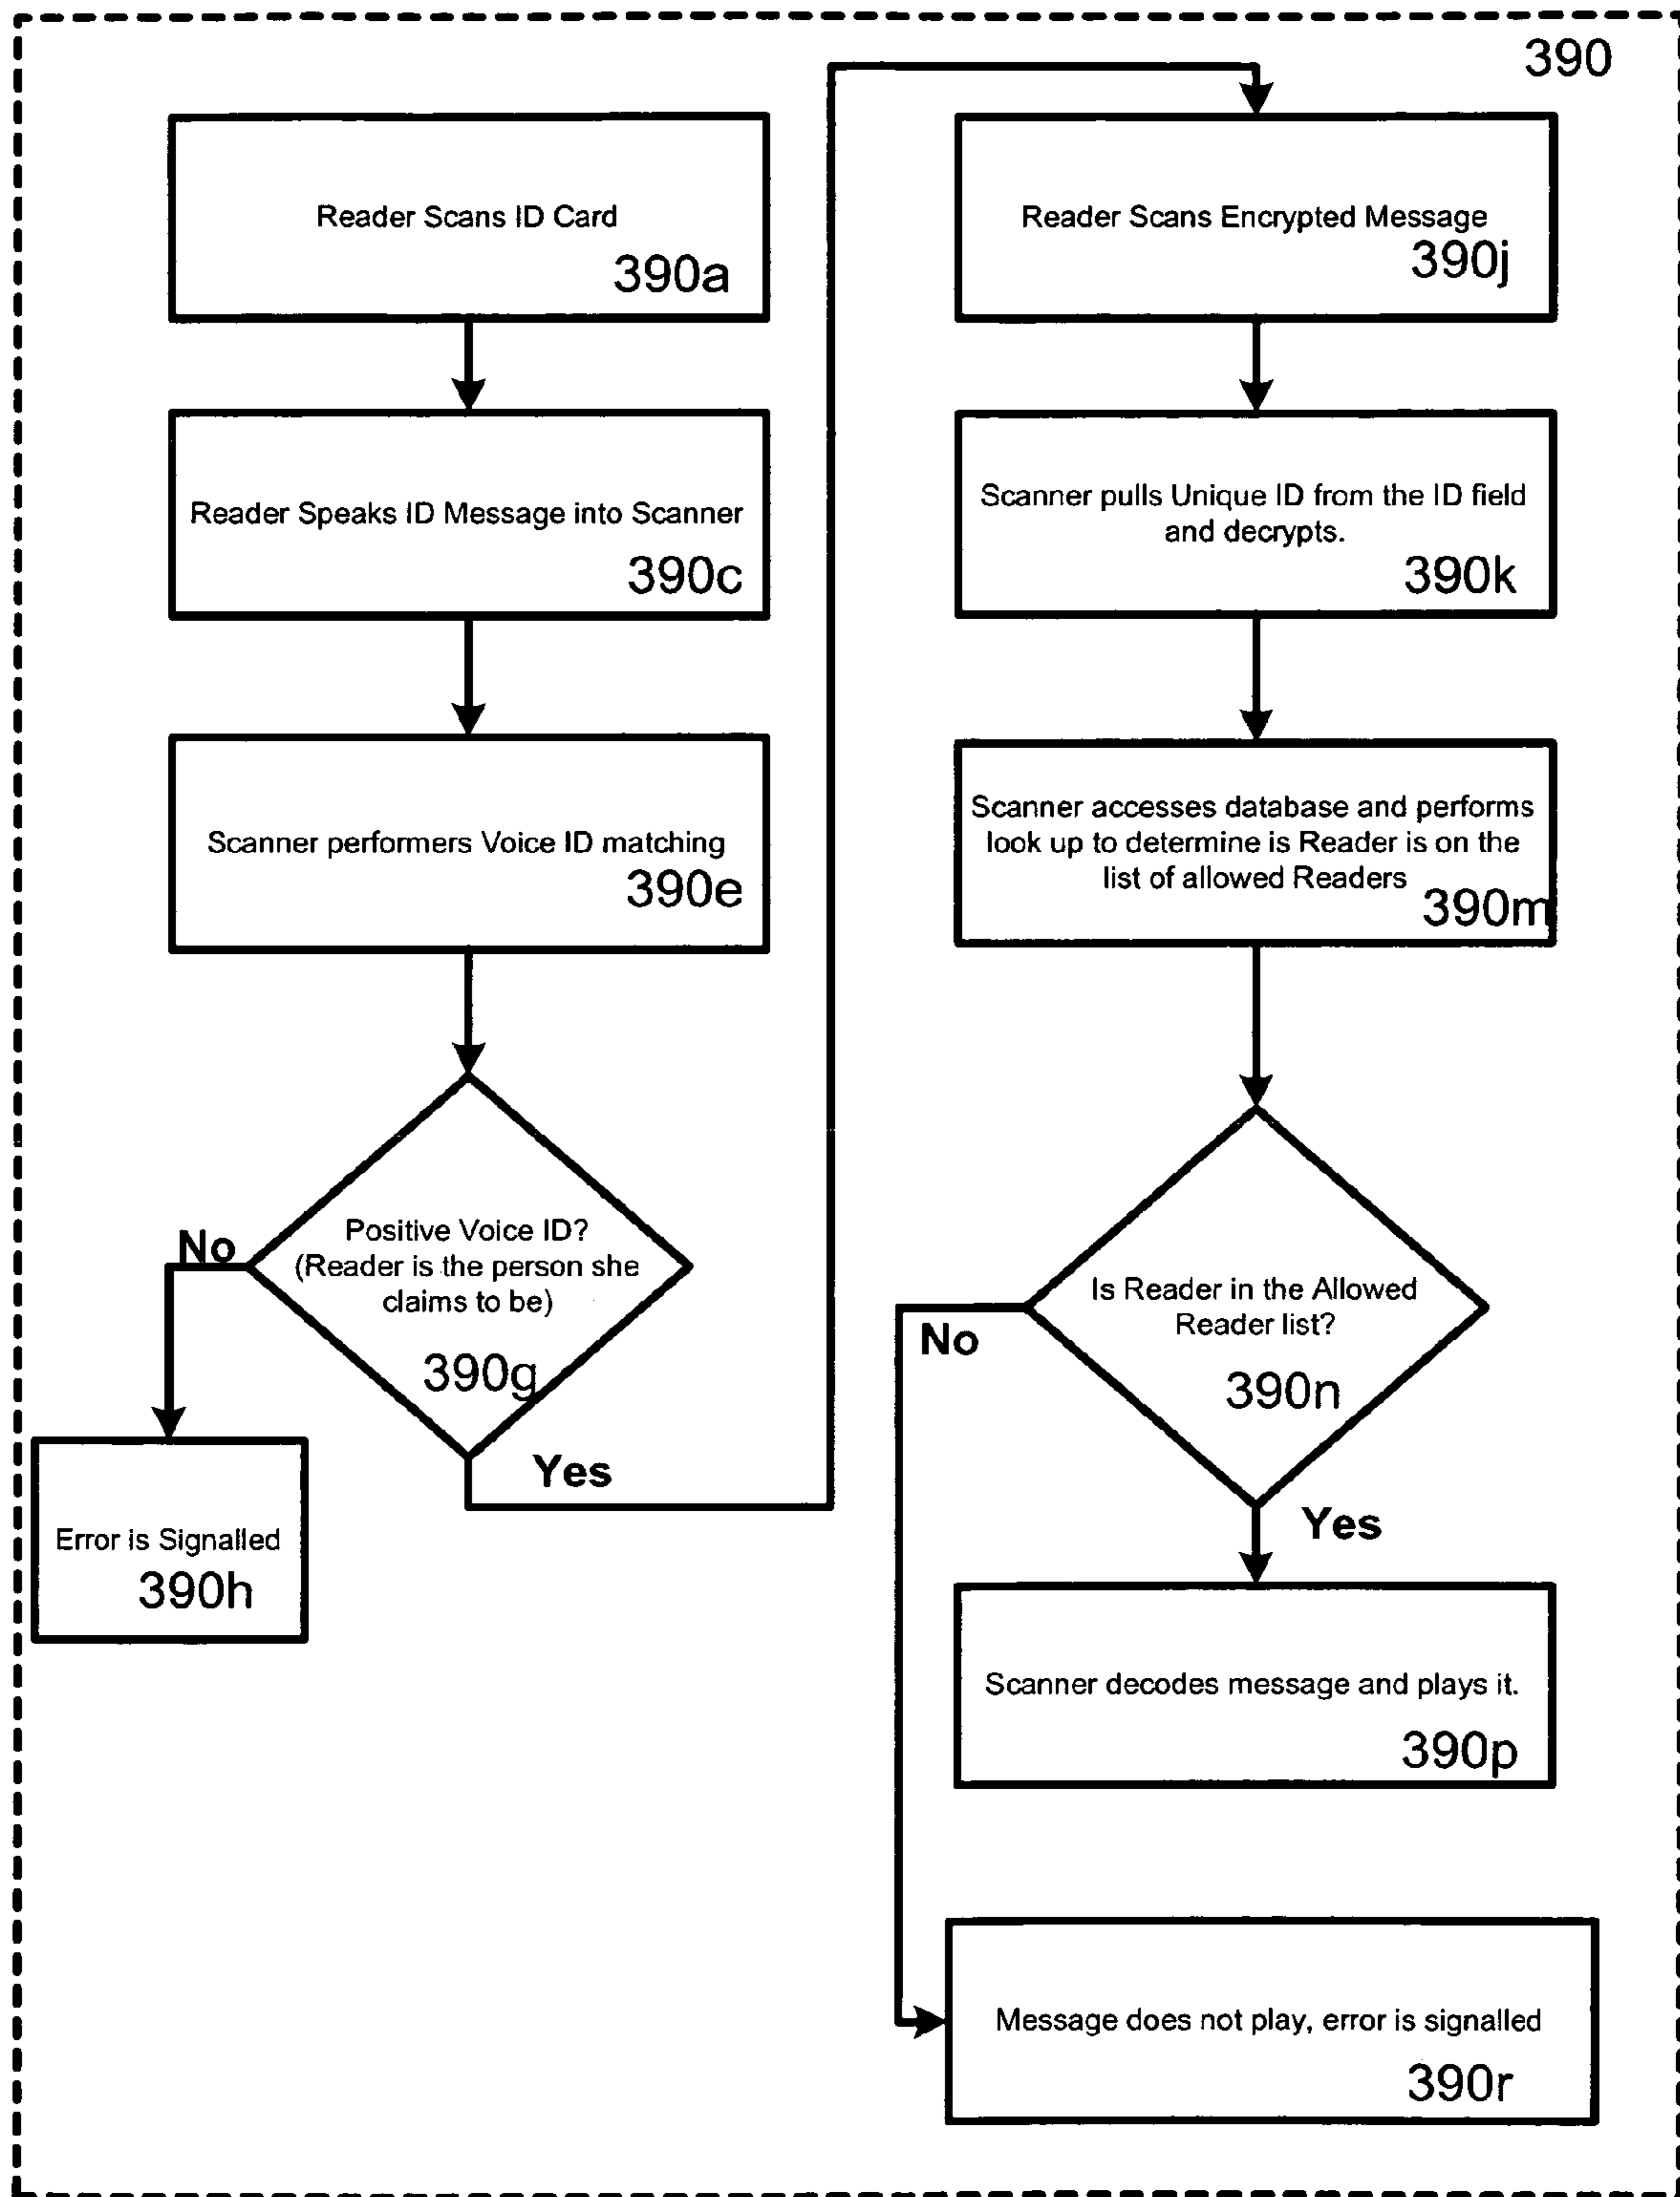 390
Reader Scans ID Card
390a
Reader Speaks ID Message into Scanner
390c
Scanner performers Voice ID matching
390e
Positive Voice ID?
(Reader is the person she
claims to be)
390g
No
Yes
Error is Signalled
390h
Reader Scans Encrypted Message
390j
Scanner pulls Unique ID from the ID field
and decrypts.
390k
Scanner accesses database and performs
look up to determine is Reader is on the
list of allowed Readers
390m
Is Reader in the Allowed
Reader list?
390n
No
Yes
Scanner decodes message and plays it.
390p
Message does not play, error is signalled
390r